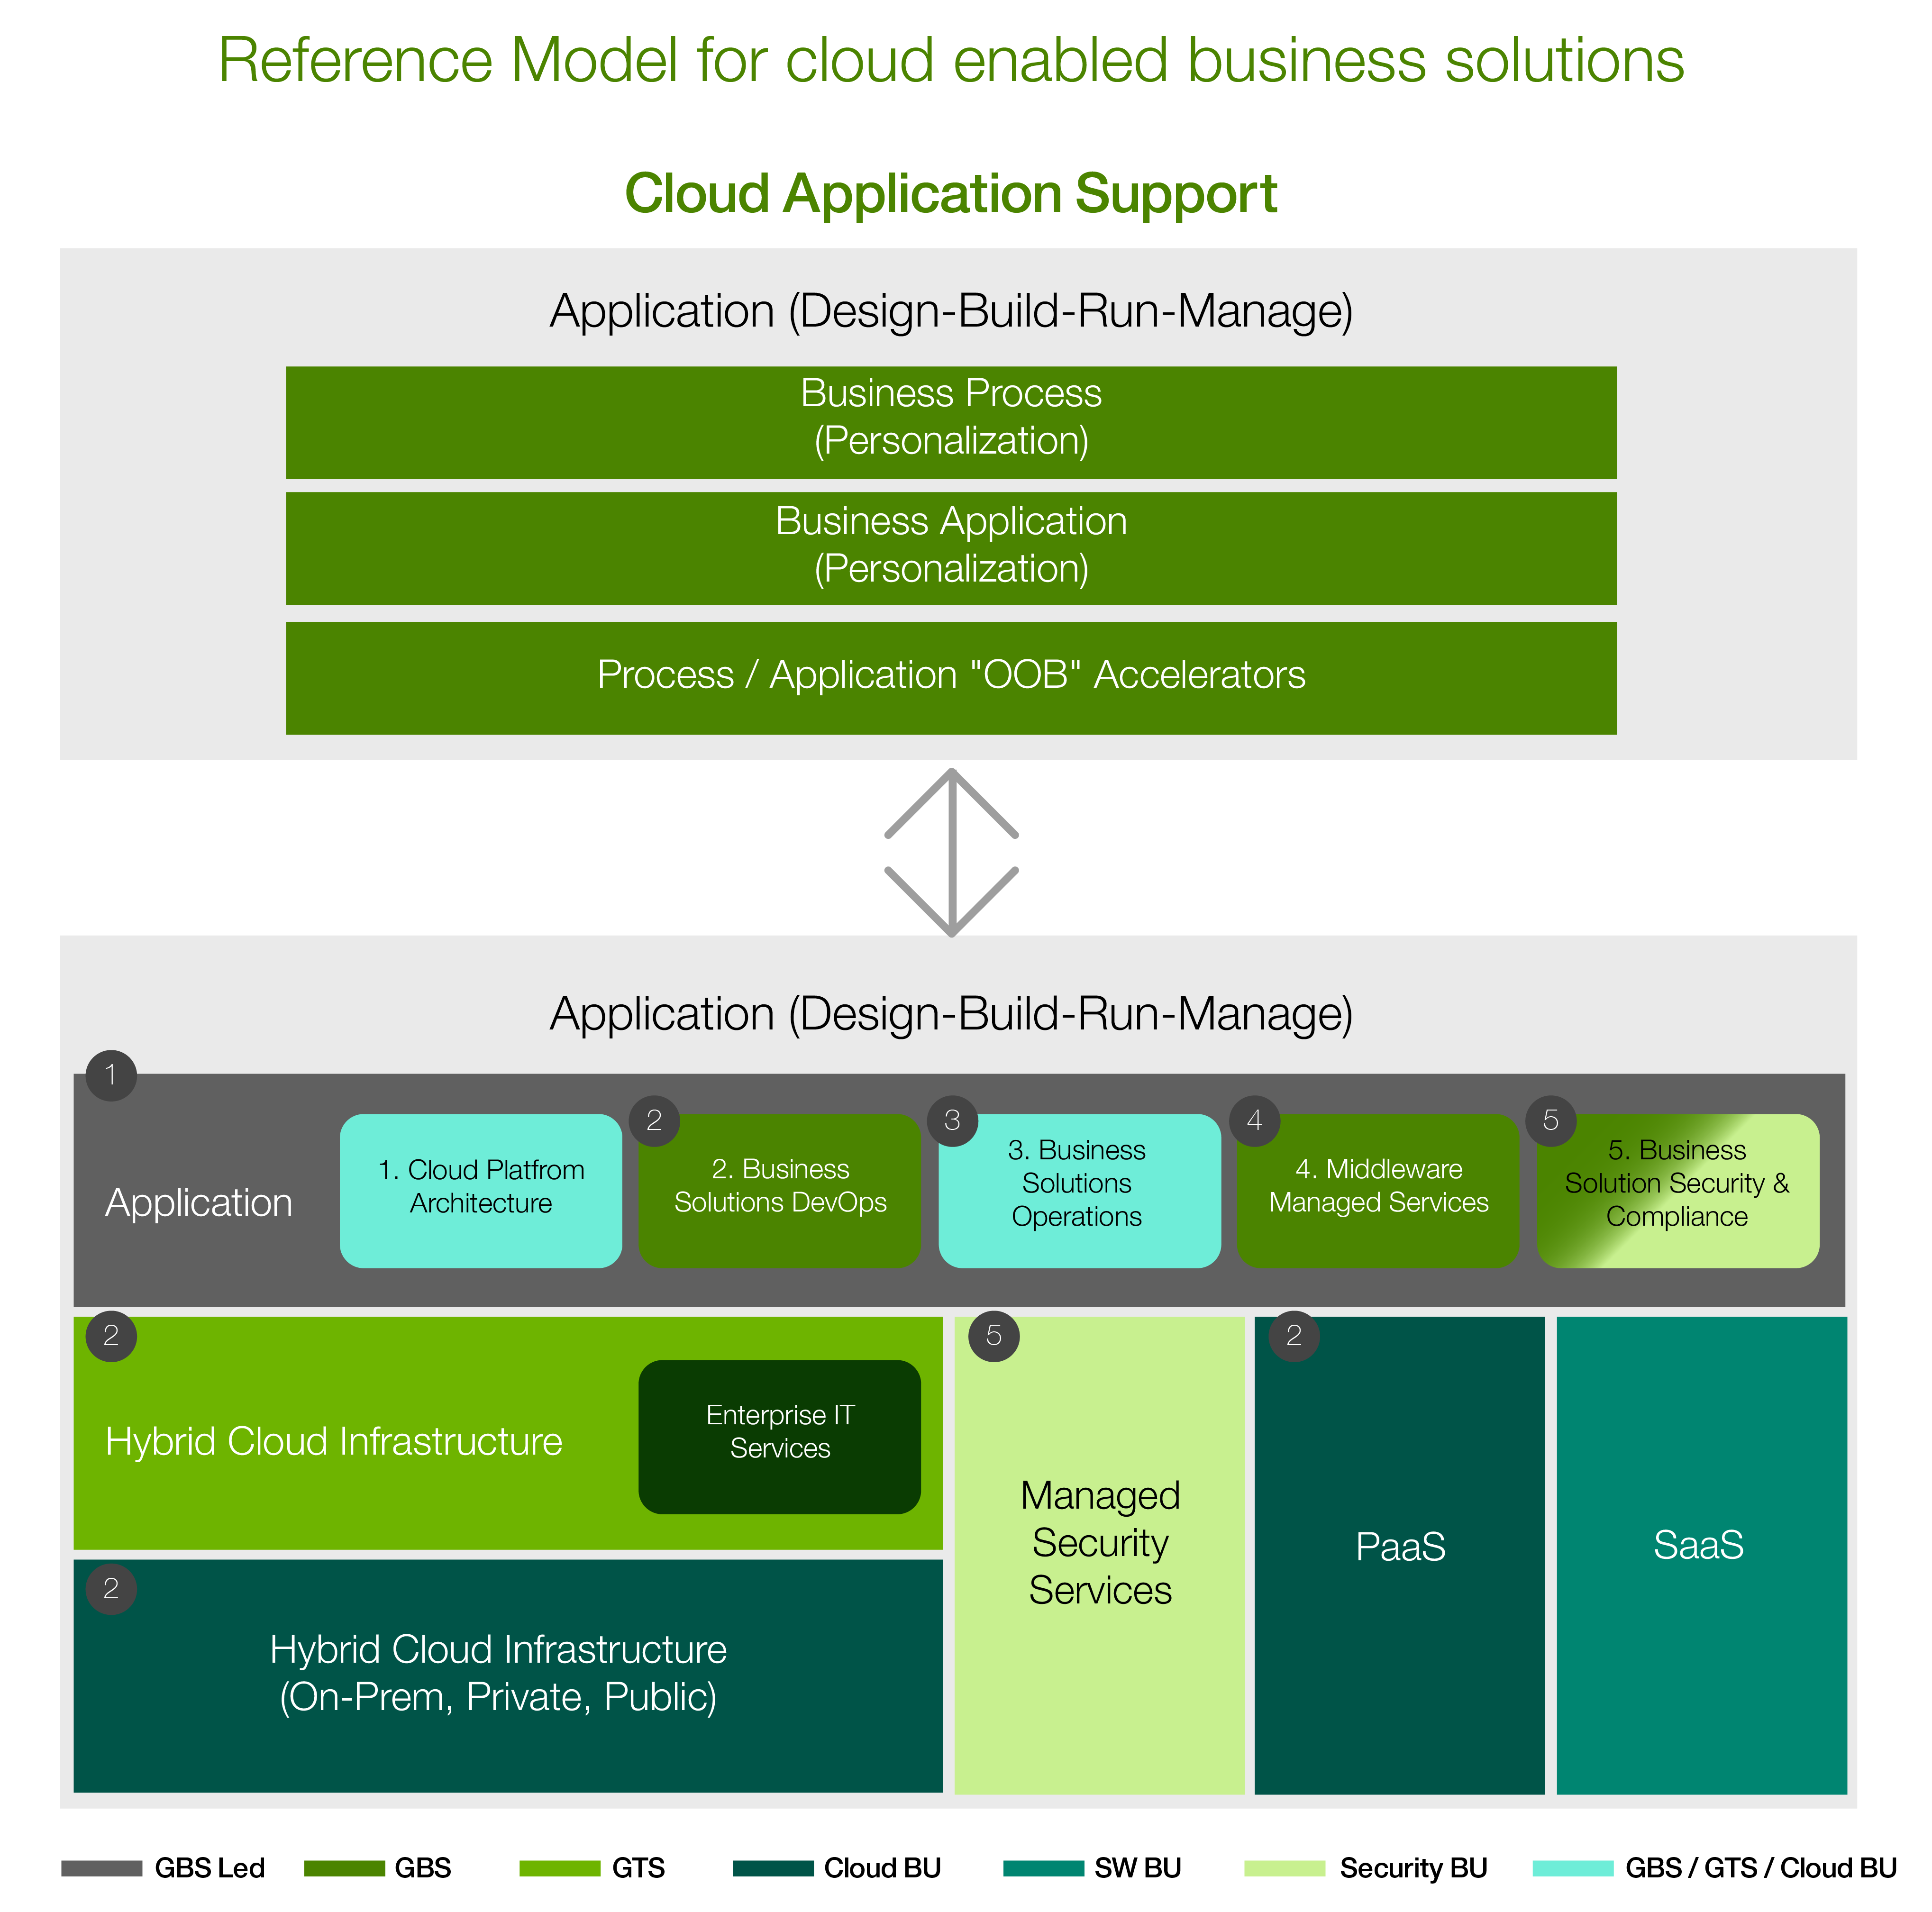 Reference Model for cloud enabled business solutions
Cloud Application Support
Application (Design-Build-Run-Manage)
Business Process
(Personalization)
Business Application
(Personalization)
Process / Application "OOB" Accelerators
Application (Design-Build-Run-Manage)
1
Application
1. Cloud Platfrom
Architecture
2
2. Business
Solutions DevOps
3
3. Business
Solutions
Operations
4
4. Middleware
Managed Services
5
5. Business
Solution Security &
Compliance
2
Hybrid Cloud Infrastructure
Enterprise IT
Services
2
Hybrid Cloud Infrastructure
(On-Prem, Private, Public)
5
Managed
Security
Services
2
PaaS
SaaS
GBS Led
GBS
GTS
Cloud BU
SW BU
Security BU
GBS / GTS / Cloud BU